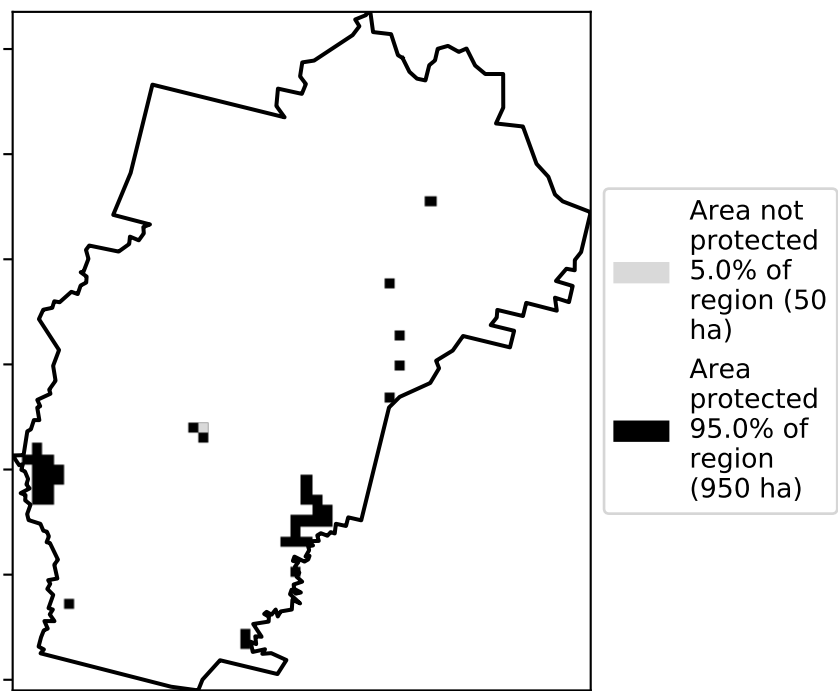 Area not
protected
5.0% of
region (50
ha)
Area
protected
95.0% of
region
(950 ha)